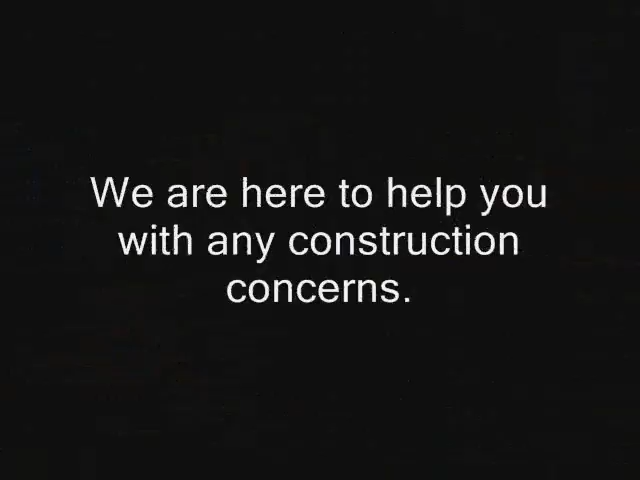 We are here to help you
with any construction
concerns.